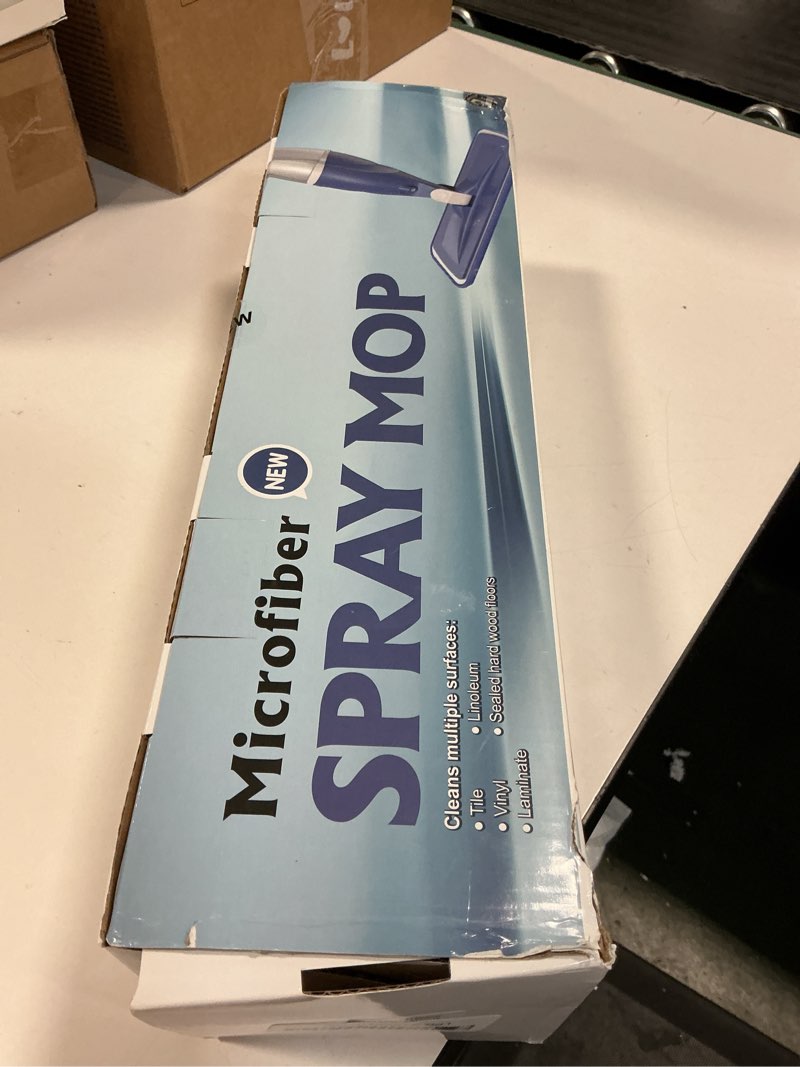 Microfiber
NEW
SPRAY MOP
Cleans multiple surfaces:
• Tile
• Linoleum
• Vinyl
• Sealed hard wood floors
• Laminate